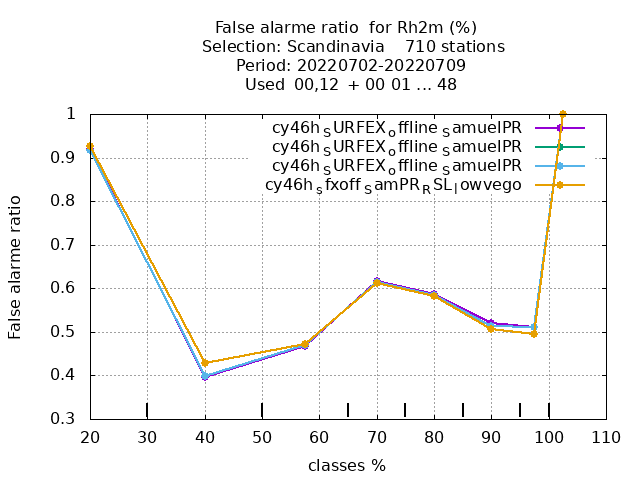 False alarme ratio  for Rh2m (%)
Selection: Scandinavia    710 stations
Period: 20220702-20220709
Used  00,12  + 00 01 ... 48
cy46h_SURFEX_offline_SamuelPR
cy46h_SURFEX_offline_SamuelPR
cy46h_SURFEX_offline_SamuelPR
cy46h_sfxoff_SamPR_RSL_lowvego
False alarme ratio
1
0.9
0.8
0.7
0.6
0.5
0.4
0.3
20 30 40 50 60 70 80 90 100 110
classes %